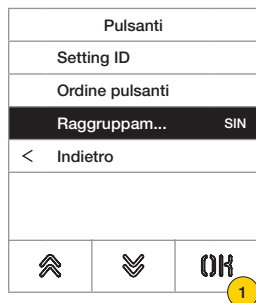 Pulsanti
Setting ID
Ordine pulsanti
Raggruppam... SIN
< Indietro
OK
1